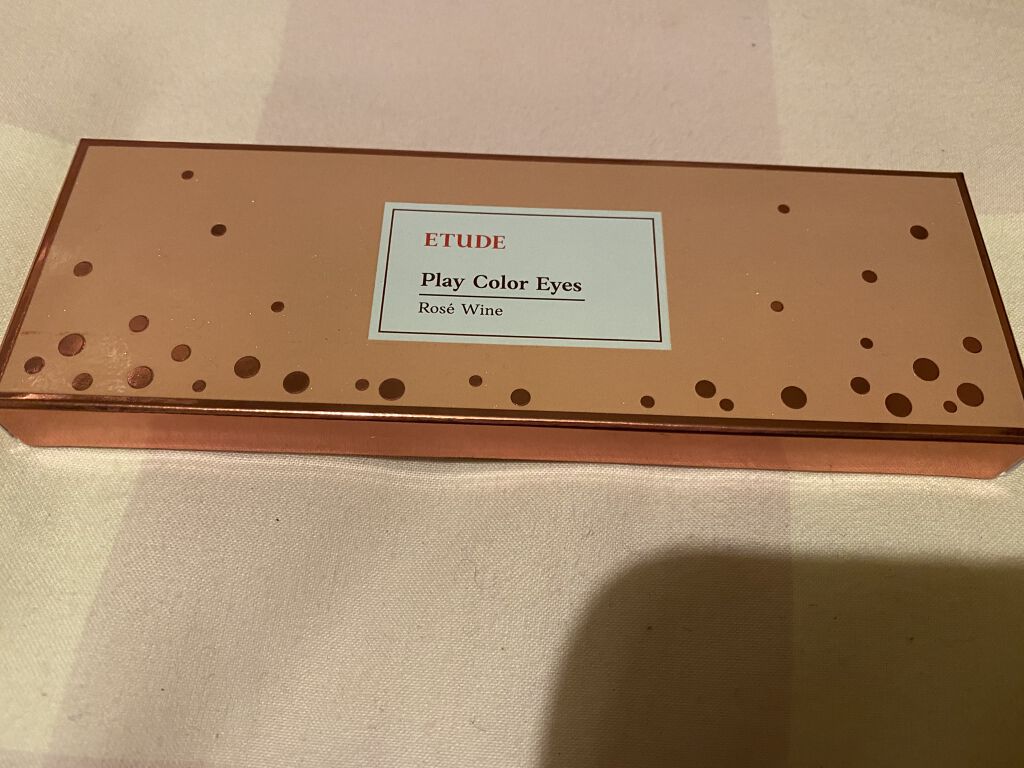 ETUDE
Play Color Eyes
Rosé Wine